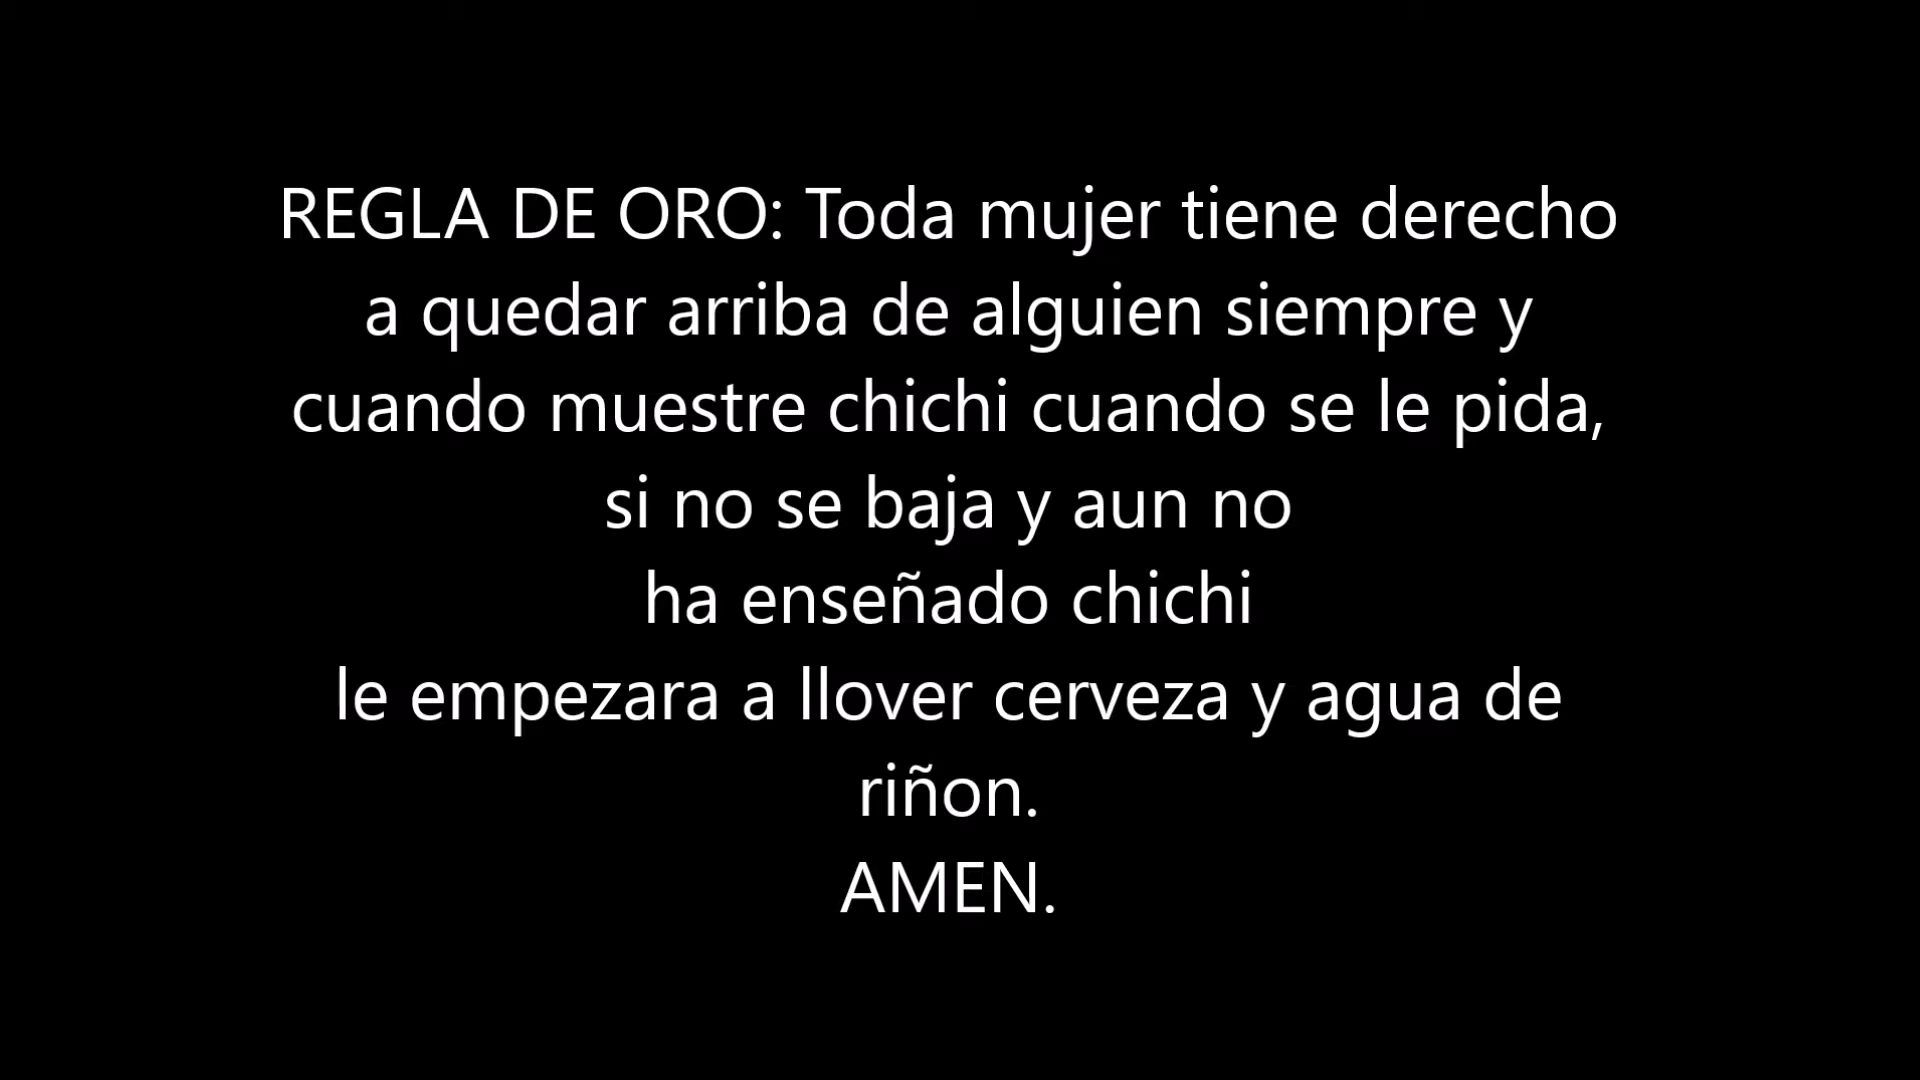 REGLA DE ORO: Toda mujer tiene derecho
a quedar arriba de alguien siempre y
cuando muestre chichi cuando se le pida,
si no se baja y aun no
ha enseñado chichi
le empezara a llover cerveza y agua de
riñon.
AMEN.